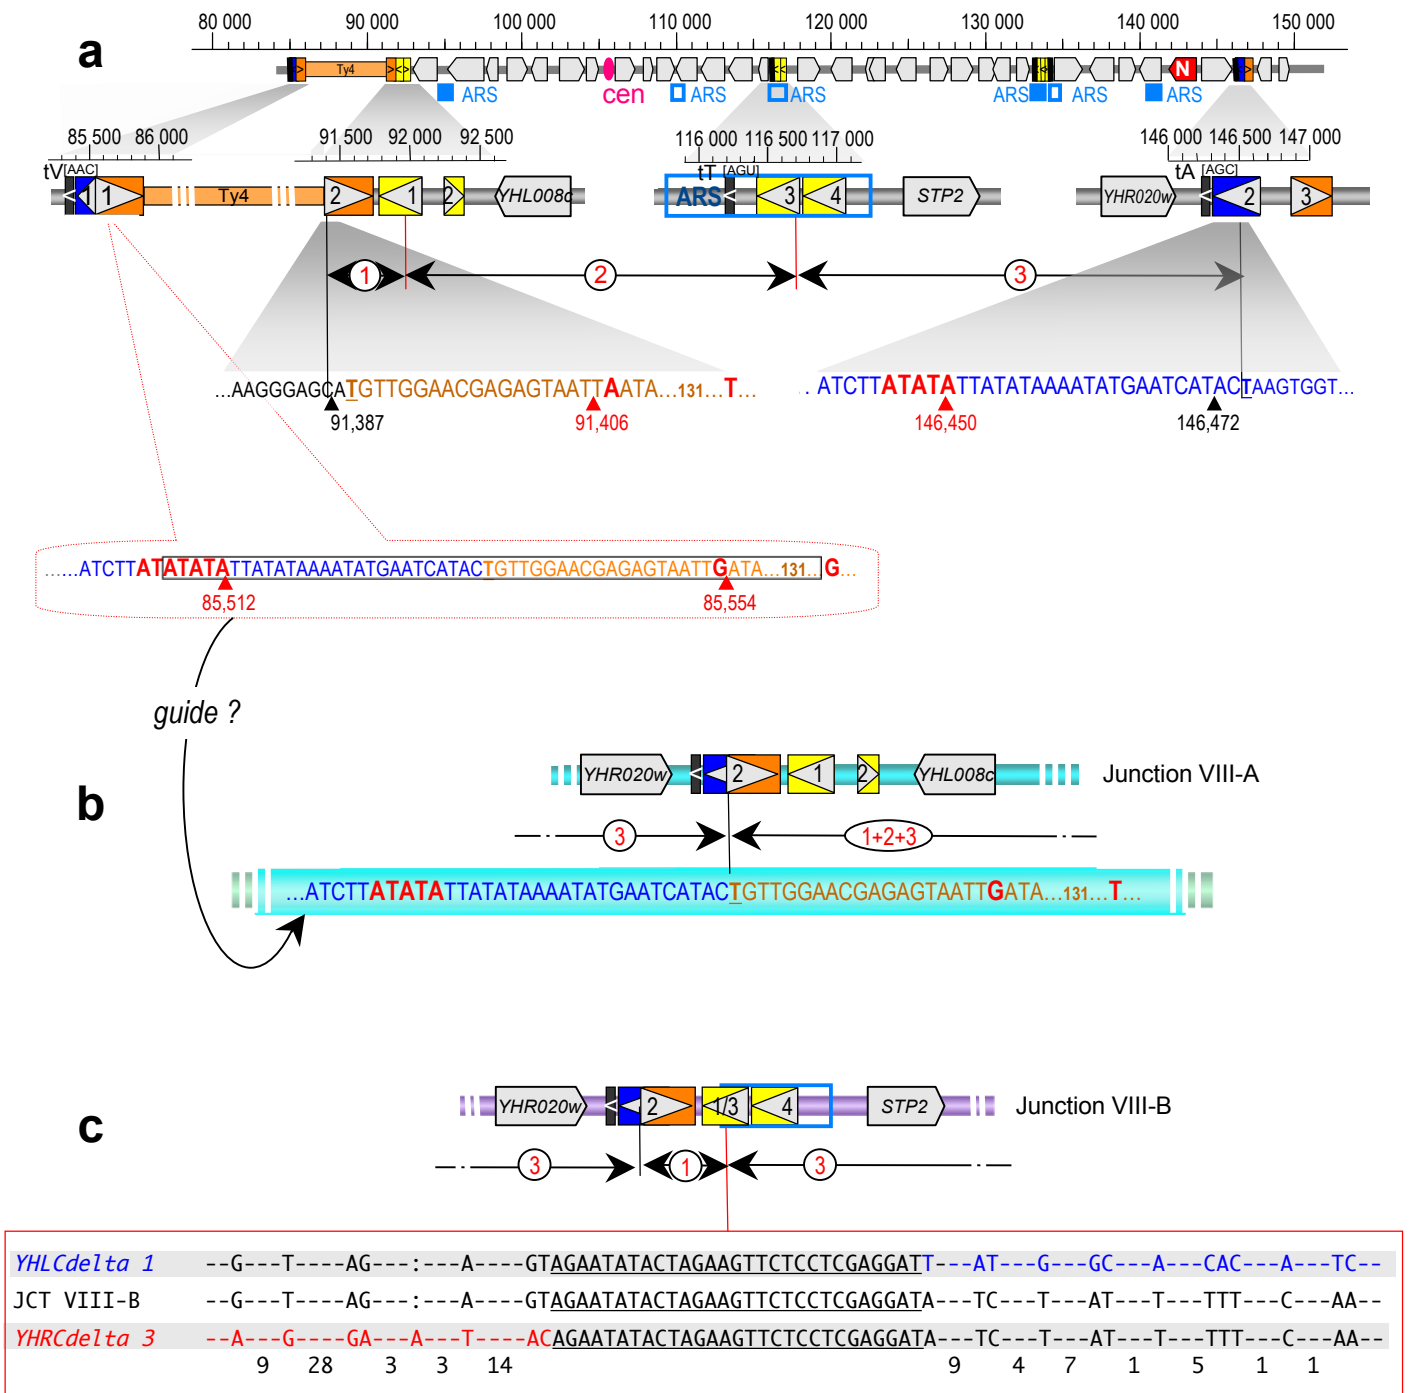 a
80 000 90 000 100 000 110 000 120 000 130 000 140 000 150 000
> Ty4 > < > < < < < > N < >
cen
ARS ARS ARS ARS ARS ARS
85 500 86 000 91 500 92 000 92 500 116 000 116 500 117 000 146 000 146 500 147 000
tV[AAC] tT [AGU] tA [AGC]
< 1 1 Ty4 2 1 2 YHL008c ARS < 3 4 STP2 YHR020w < 2 3
1 2 3
...AAGGGAGCATGTTGGAACGAGAGTAATTAATA...131...T...
91,387 91,406
. . ATCTTATATATTATATAAAATATGAATCATACTAAGTGGT...
146,450 146,472
......ATCTTATATATATTATATAAAATATGAATCATACTGTTGGAACGAGAGTAATTGATA...131...G...
85,512 85,554
guide ?
b
YHR020w < 2 1 2 YHL008c Junction VIII-A
3 1+2+3
...ATCTTATATATTATATAAAATATGAATCATACTGTTGGAACGAGAGTAATTGATA...131...T...
c
YHR020w < 2 1/3 4 STP2 Junction VIII-B
3 1 3
YHLCdelta 1 --G---T----AG---:---A----GTAGAATATACTAGAAGTTCTCCTCGAGGATT---AT---G---GC---A---CAC---A---TC--
JCT VIII-B --G---T----AG---:---A----GTAGAATATACTAGAAGTTCTCCTCGAGGATA---TC---T---AT---T---TTT---C---AA--
YHRCdelta 3 --A---G----GA---A---T----ACAGAATATACTAGAAGTTCTCCTCGAGGATA---TC---T---AT---T---TTT---C---AA--
9 28 3 3 14 9 4 7 1 5 1 1